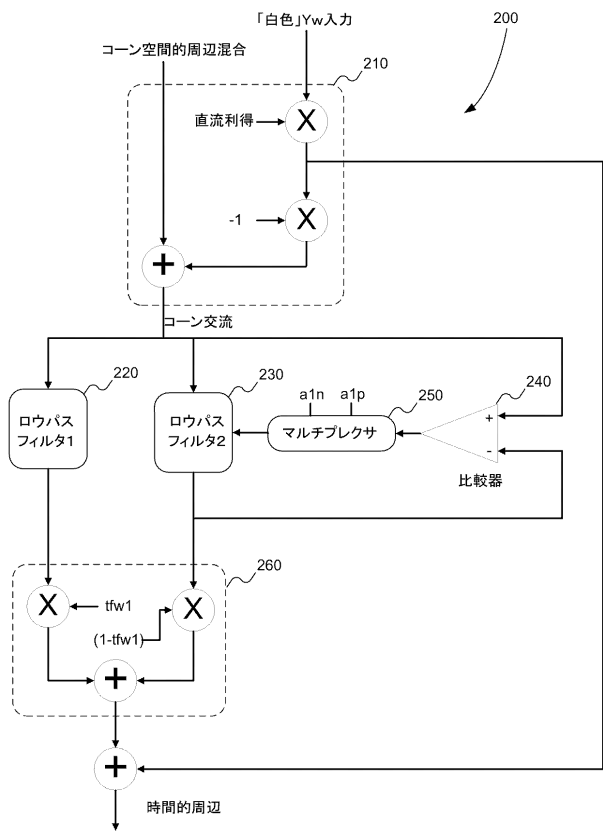 「白色」Yw入力
200
コーン空間的周辺混合
210
直流利得
X
-1
X
+
コーン交流
220
230
240
250
a1n
a1p
ロウパス
フィルタ1
ロウパス
フィルタ2
マルチプレクサ
+
-
比較器
260
X
tfw1
X
(1-tfw1)
+
+
時間的周辺